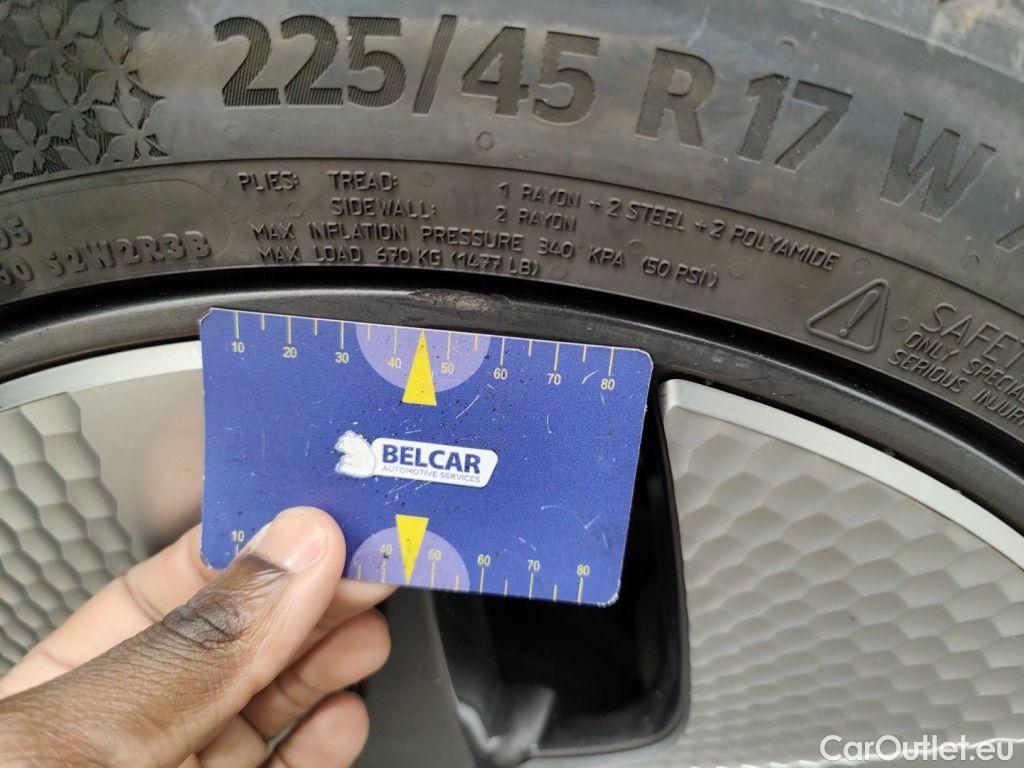 225/45 R 17 W
PLIES: TREAD: 1 RAYON + 2 STEEL + 2 POLYAMIDE
SIDEWALL: 2 RAYON
MAX INFLATION PRESSURE 340 KPA (50 PSI)
MAX LOAD 670 KG (1477 LB)
52W2R3B
SAFET
ONLY SPECIA
SERIOUS INJUR
10 20 30 40 50 60 70 80
BELCAR
AUTOMOTIVE SERVICES
10 40 50 60 70 80
CarOutlet.eu